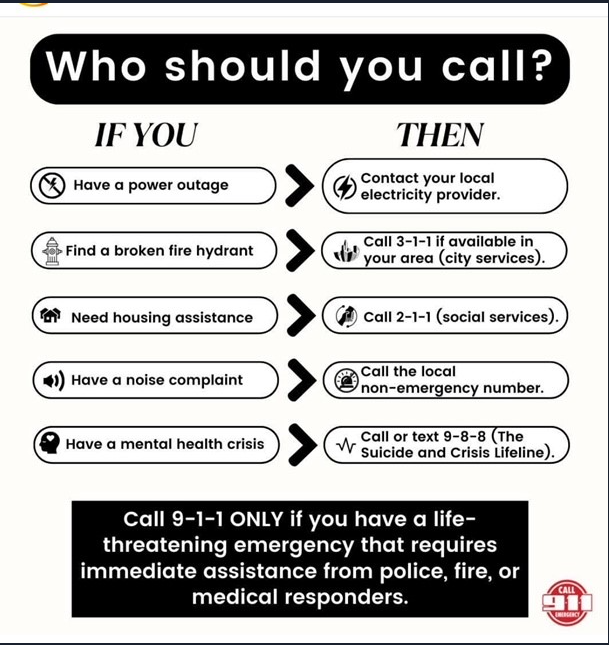 Who should you call?
IF YOU
THEN
Have a power outage
Contact your local
electricity provider.
Find a broken fire hydrant
Call 3-1-1 if available in
your area (city services).
Need housing assistance
Call 2-1-1 (social services).
Have a noise complaint
Call the local
non-emergency number.
Have a mental health crisis
Call or text 9-8-8 (The
Suicide and Crisis Lifeline).
Call 9-1-1 ONLY if you have a life-
threatening emergency that requires
immediate assistance from police, fire, or
medical responders.
CALL
911
EMERGENCY